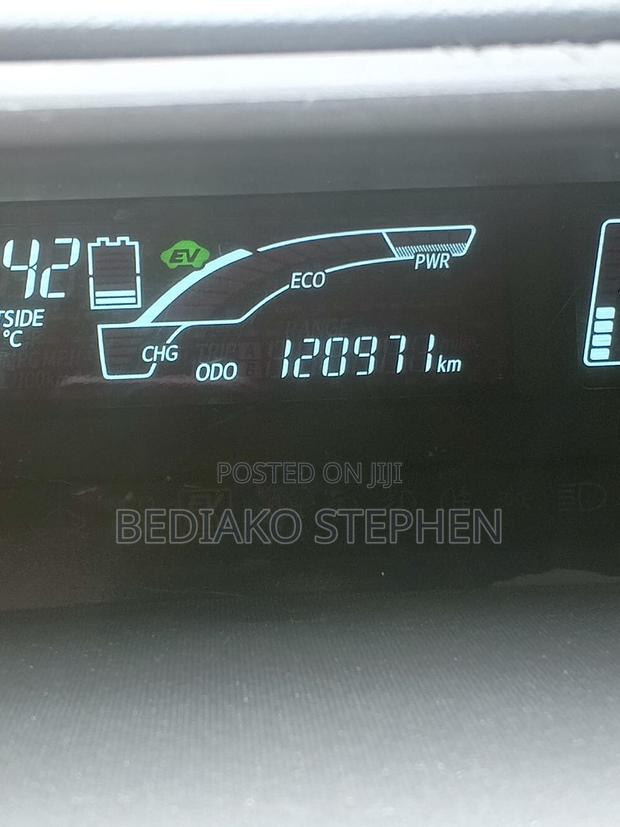 42
EV
PWR
ECO
TSIDE
°C
CHG
ODO 120971 km
POSTED ON JIJI
BEDIAKO STEPHEN